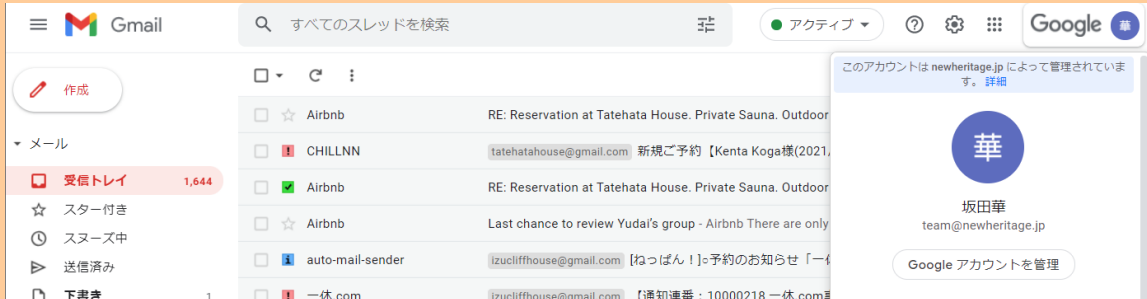 Gmail
すべてのスレッドを検索
アクティブ
Google 華
作成
メール
受信トレイ 1,644
スター付き
スヌーズ中
送信済み
下書き 1
Airbnb RE: Reservation at Tatehata House. Private Sauna. Outdoor
CHILLNN tatehatahouse@gmail.com 新規ご予約【Kenta Koga様(2021/
Airbnb RE: Reservation at Tatehata House. Private Sauna. Outdoor
Airbnb Last chance to review Yudai's group - Airbnb There are only
auto-mail-sender izucliffhouse@gmail.com [ねっぱん！]○予約のお知らせ「一休
一休.com izucliffhouse@gmail.com 【通知連番：10000218 一休.com
このアカウントは newheritage.jp によって管理されていま
す。 詳細
華
坂田華
team@newheritage.jp
Google アカウントを管理